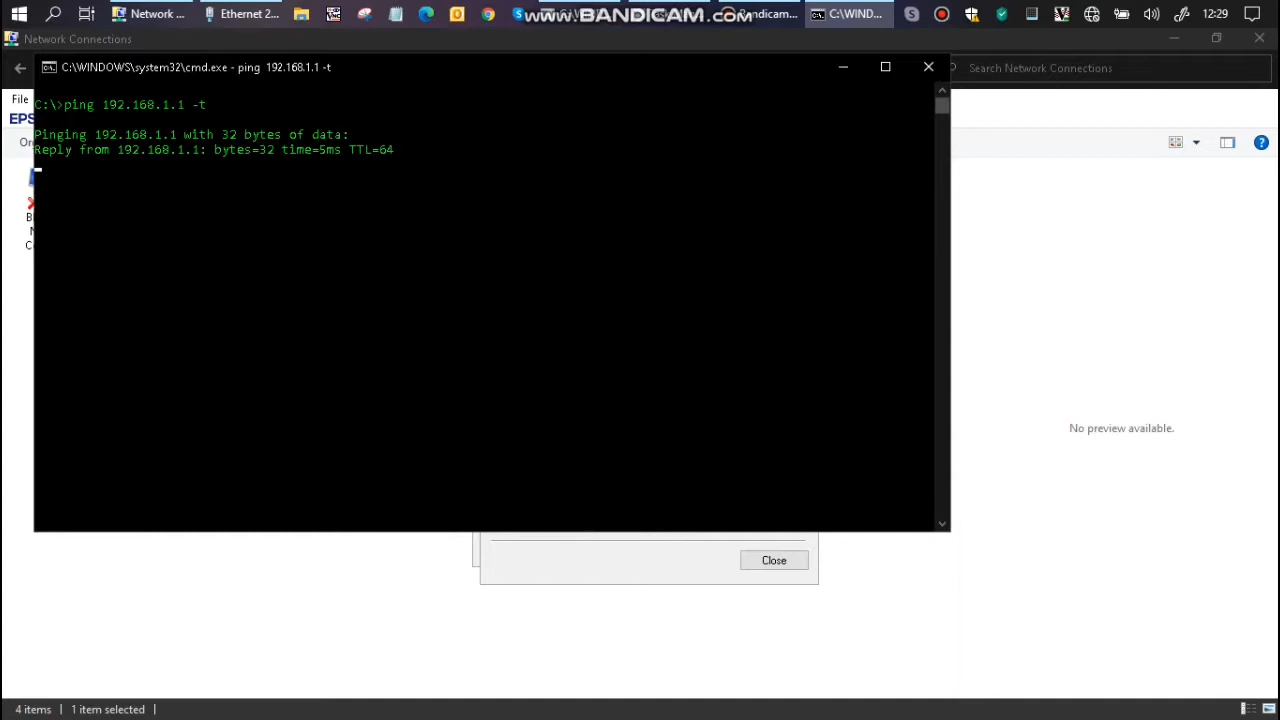 Network ...
Ethernet 2...
www.BANDICAM.com
Bandicam...
C:\WIND...
12:29
Network Connections
C:\WINDOWS\system32\cmd.exe - ping 192.168.1.1 -t
Search Network Connections
File
EPS
C:\>ping 192.168.1.1 -t
Pinging 192.168.1.1 with 32 bytes of data:
Reply from 192.168.1.1: bytes=32 time=5ms TTL=64
No preview available.
Close
4 items
1 item selected